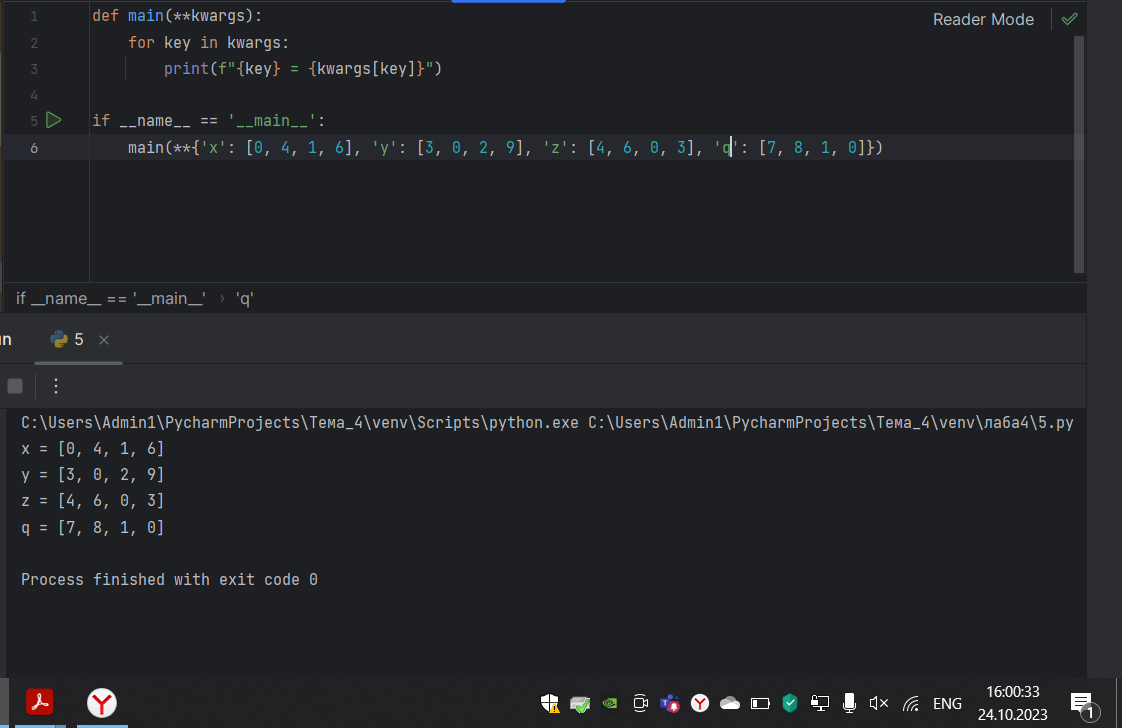 Reader Mode
1 def main(**kwargs):
2 for key in kwargs:
3 print(f"{key} = {kwargs[key]}")
4
5 if __name__ == '__main__':
6 main(**{'x': [0, 4, 1, 6], 'y': [3, 0, 2, 9], 'z': [4, 6, 0, 3], 'q': [7, 8, 1, 0]})
if __name__ == '__main__' › 'q'
un 5
C:\Users\Admin1\PycharmProjects\Тема_4\venv\Scripts\python.exe C:\Users\Admin1\PycharmProjects\Тема_4\venv\лаба4\5.py
x = [0, 4, 1, 6]
y = [3, 0, 2, 9]
z = [4, 6, 0, 3]
q = [7, 8, 1, 0]
Process finished with exit code 0
ENG
16:00:33
24.10.2023
1